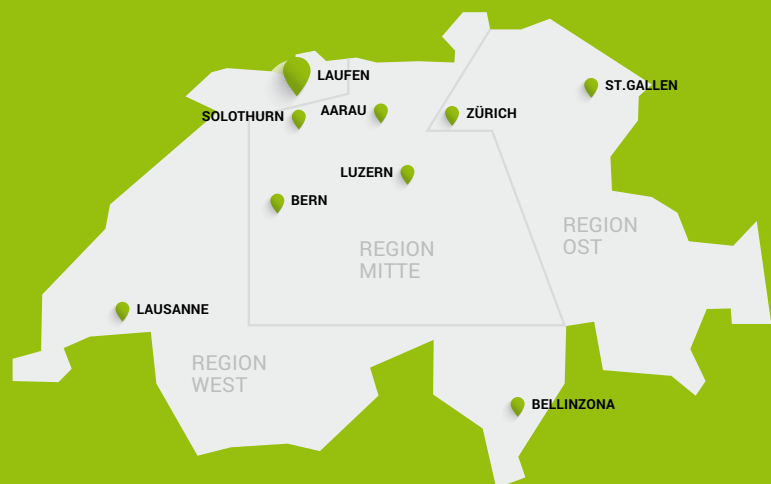 LAUFEN
ST.GALLEN
SOLOTHURN
AARAU
ZÜRICH
LUZERN
BERN
REGION
OST
REGION
MITTE
LAUSANNE
REGION
WEST
BELLINZONA